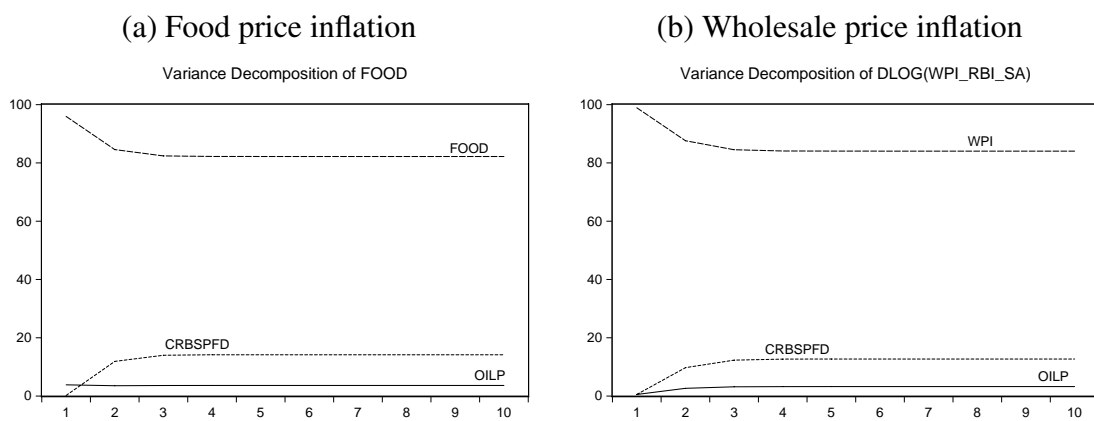 (a) Food price inflation
Variance Decomposition of FOOD
100
80
60
40
20
0
FOOD
CRBSPFD
OILP
1 2 3 4 5 6 7 8 9 10
(b) Wholesale price inflation
Variance Decomposition of DLOG(WPI_RBI_SA)
100
80
60
40
20
0
WPI
CRBSPFD
OILP
1 2 3 4 5 6 7 8 9 10